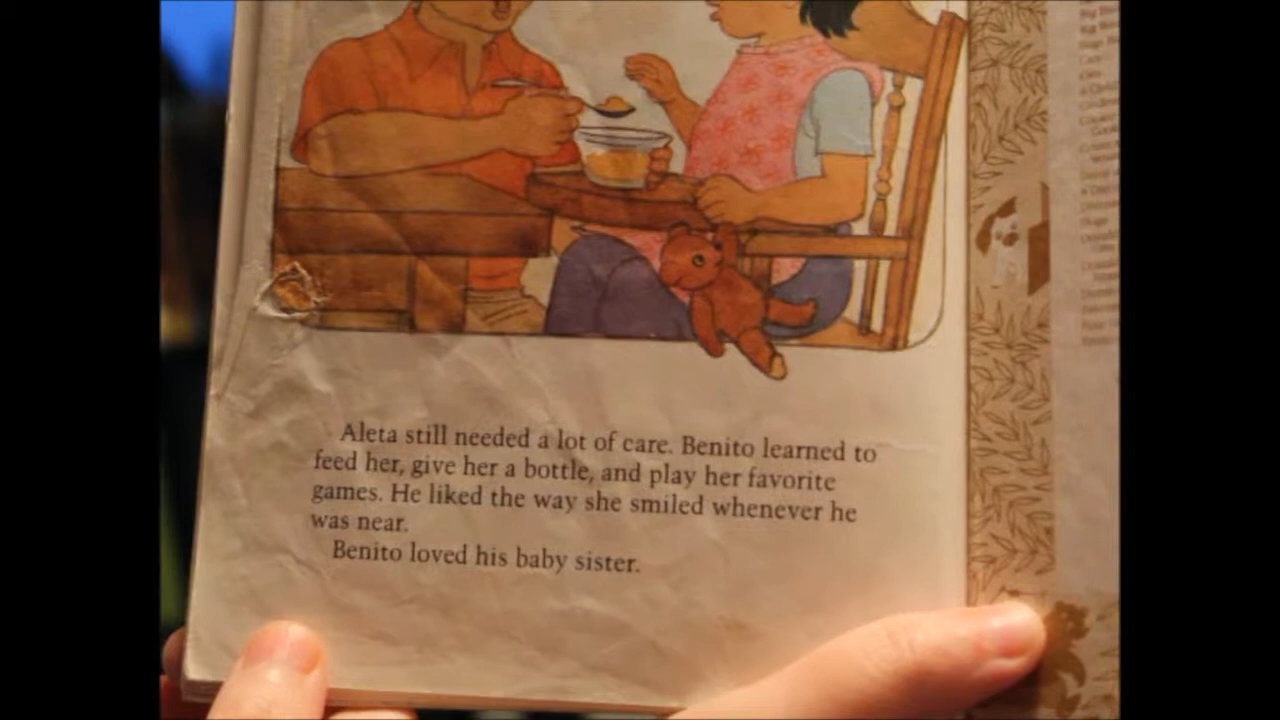 Aleta still needed a lot of care. Benito learned to
feed her, give her a bottle, and play her favorite
games. He liked the way she smiled whenever he
was near.
Benito loved his baby sister.